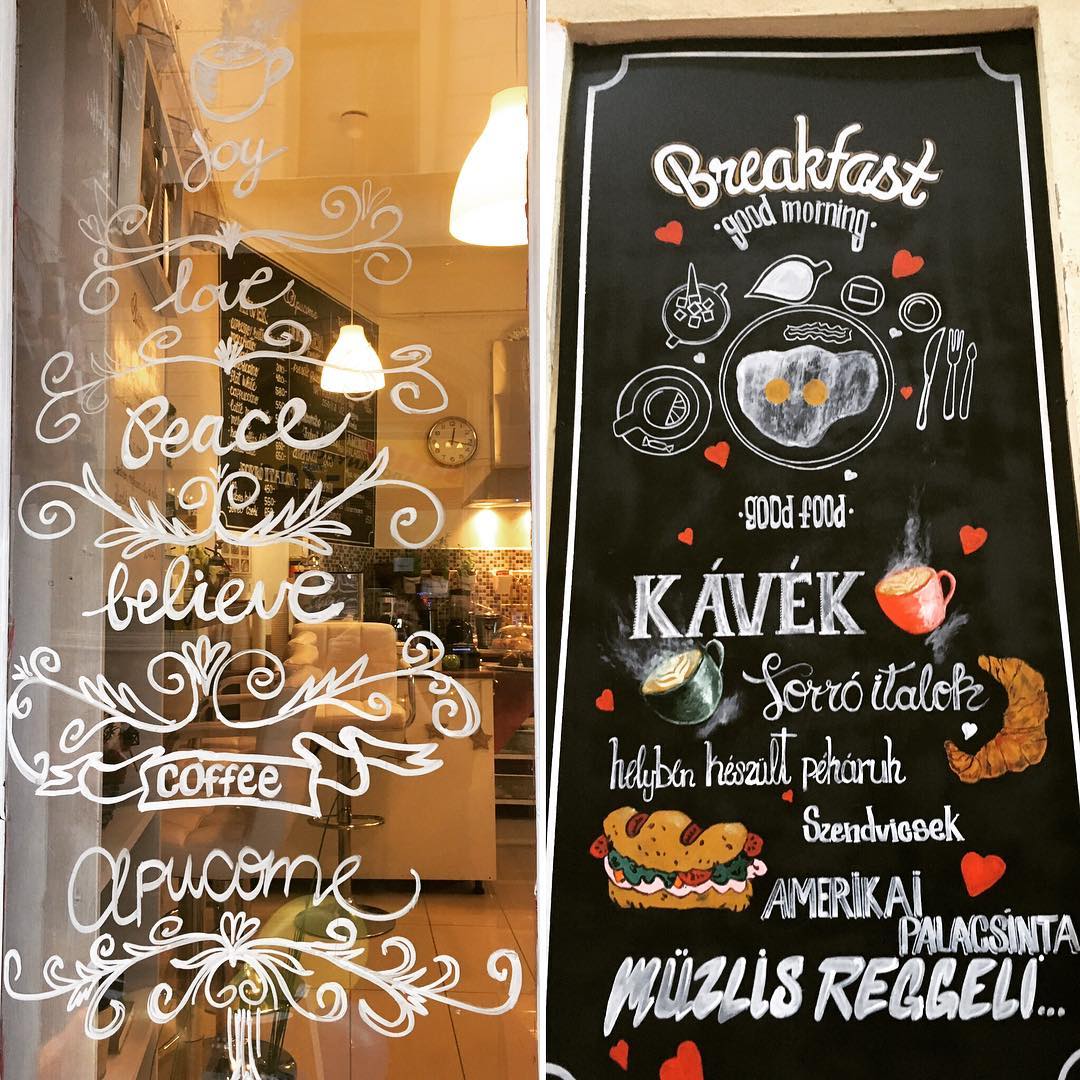 Joy
love
Peace
believe
coffee
Apucome
Breakfast
·good morning·
·good food·
KÁVÉK
Forró italok
helyben készült pékáruk
Szendvicsek
AMERIKAI
PALACSINTA
MÜZLIS REGGELI...